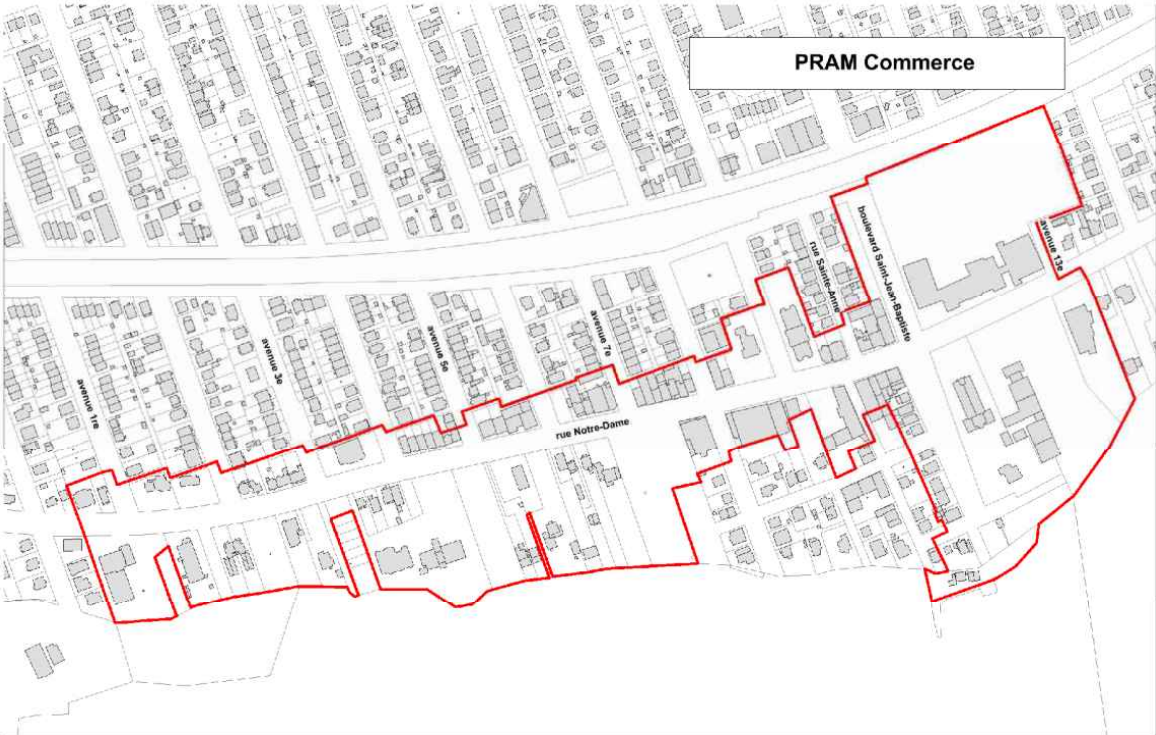 PRAM Commerce
boulevard Saint-Jean-Baptiste
avenue 13e
rue Sainte-Anne
avenue 7e
avenue 5e
avenue 3e
avenue 1re
rue Notre-Dame